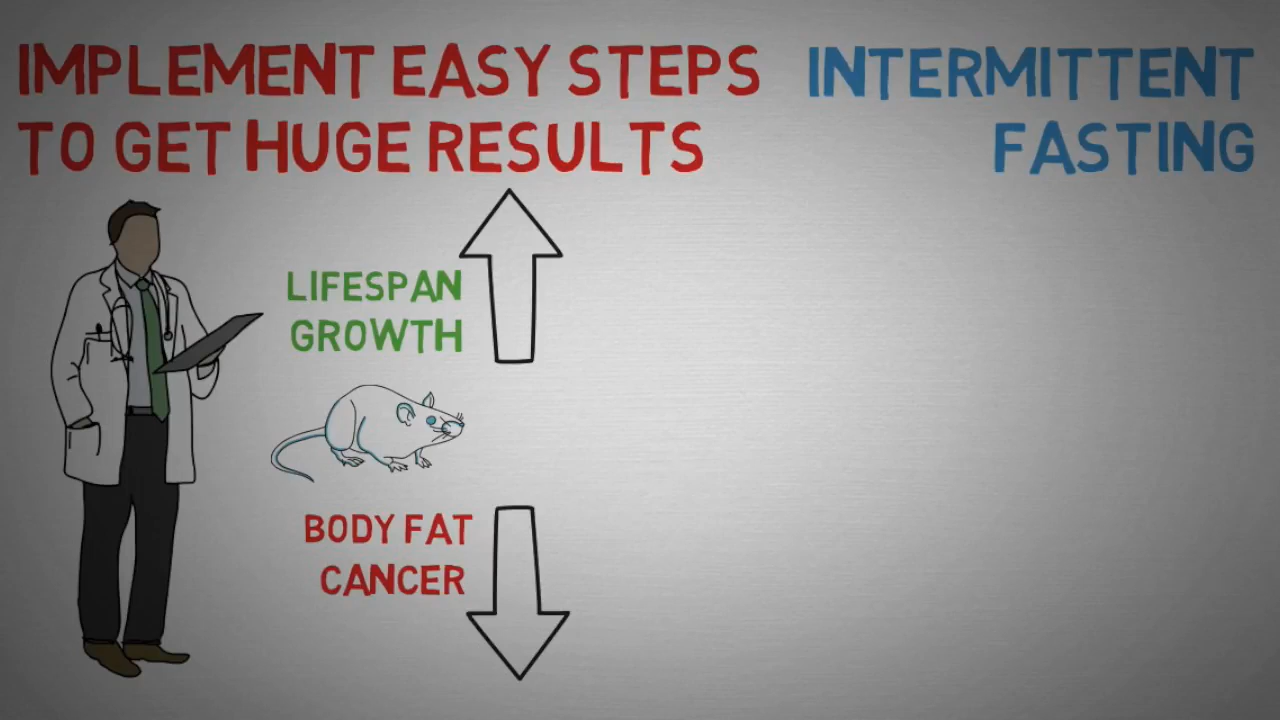 IMPLEMENT EASY STEPS
TO GET HUGE RESULTS
INTERMITTENT
FASTING
LIFESPAN
GROWTH
BODY FAT
CANCER